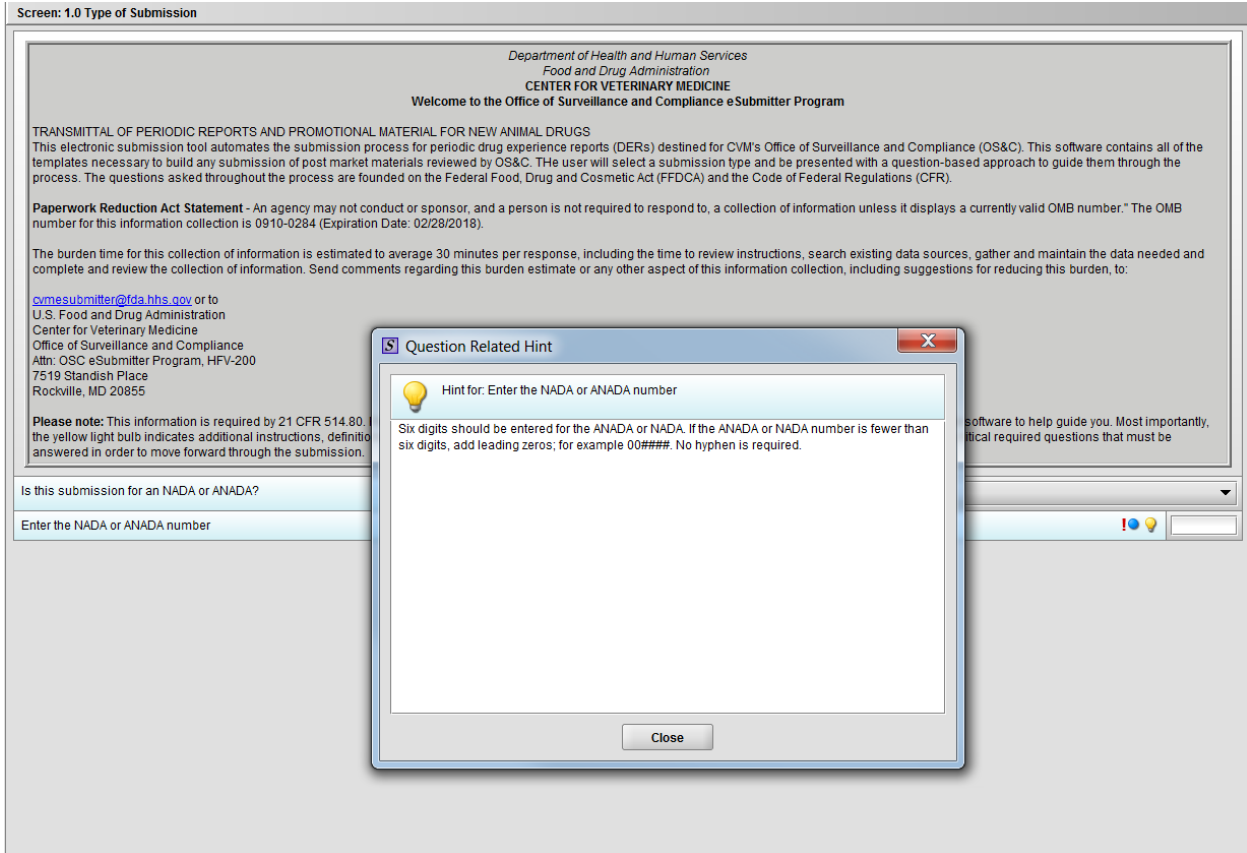 Screen: 1.0 Type of Submission
Department of Health and Human Services
Food and Drug Administration
CENTER FOR VETERINARY MEDICINE
Welcome to the Office of Surveillance and Compliance eSubmitter Program
TRANSMITTAL OF PERIODIC REPORTS AND PROMOTIONAL MATERIAL FOR NEW ANIMAL DRUGS
This electronic submission tool automates the submission process for periodic drug experience reports (DERs) destined for CVM's Office of Surveillance and Compliance (OS&C). This software contains all of the
templates necessary to build any submission of post market materials reviewed by OS&C. THe user will select a submission type and be presented with a question-based approach to guide them through the
process. The questions asked throughout the process are founded on the Federal Food, Drug and Cosmetic Act (FFDCA) and the Code of Federal Regulations (CFR).
Paperwork Reduction Act Statement - An agency may not conduct or sponsor, and a person is not required to respond to, a collection of information unless it displays a currently valid OMB number." The OMB
number for this information collection is 0910-0284 (Expiration Date: 02/28/2018).
The burden time for this collection of information is estimated to average 30 minutes per response, including the time to review instructions, search existing data sources, gather and maintain the data needed and
complete and review the collection of information. Send comments regarding this burden estimate or any other aspect of this information collection, including suggestions for reducing this burden, to:
cvmesubmitter@fda.hhs.gov or to
U.S. Food and Drug Administration
Center for Veterinary Medicine
Office of Surveillance and Compliance
Attn: OSC eSubmitter Program, HFV-200
7519 Standish Place
Rockville, MD 20855
Please note: This information is required by 21 CFR 514.80. software to help guide you. Most importantly,
the yellow light bulb indicates additional instructions, required questions that must be
answered in order to move forward through the submission.
Is this submission for an NADA or ANADA?
Enter the NADA or ANADA number
S Question Related Hint
Hint for: Enter the NADA or ANADA number
Six digits should be entered for the ANADA or NADA. If the ANADA or NADA number is fewer than
six digits, add leading zeros; for example 00####. No hyphen is required.
Close